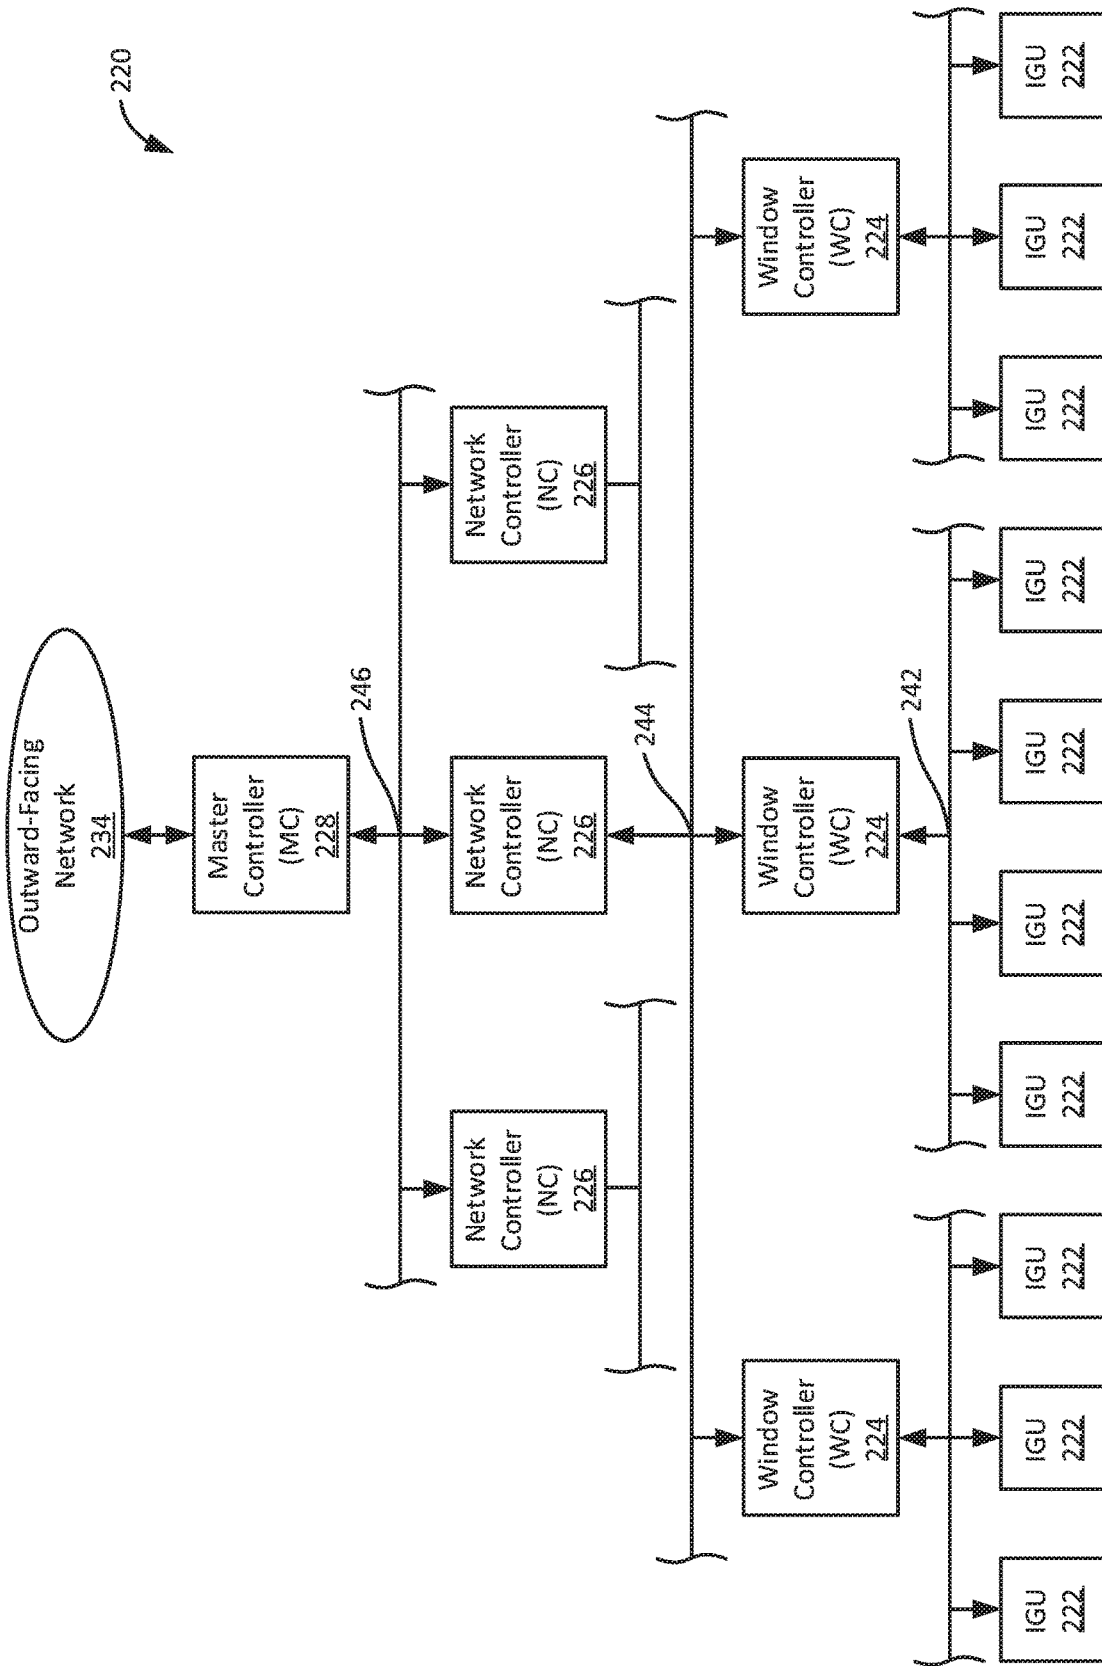 Outward-Facing
Network
234
220
Master
Controller
(MC)
228
246
Network
Controller
(NC)
226
Network
Controller
(NC)
226
Network
Controller
(NC)
226
244
Window
Controller
(WC)
224
Window
Controller
(WC)
224
Window
Controller
(WC)
224
242
IGU
222
IGU
222
IGU
222
IGU
222
IGU
222
IGU
222
IGU
222
IGU
222
IGU
222
IGU
222